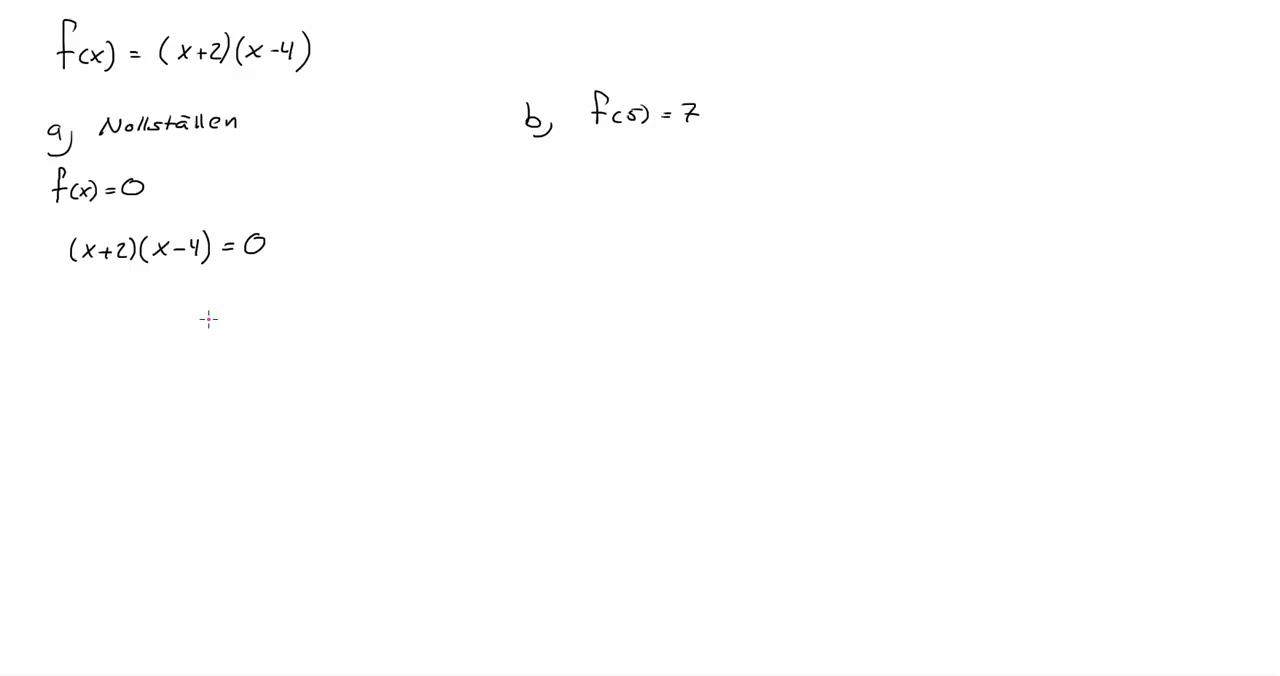 f(x) = (x+2)(x-4)
a) Nollställen
f(x) = 0
(x+2)(x-4) = 0
b) f(5) = 7